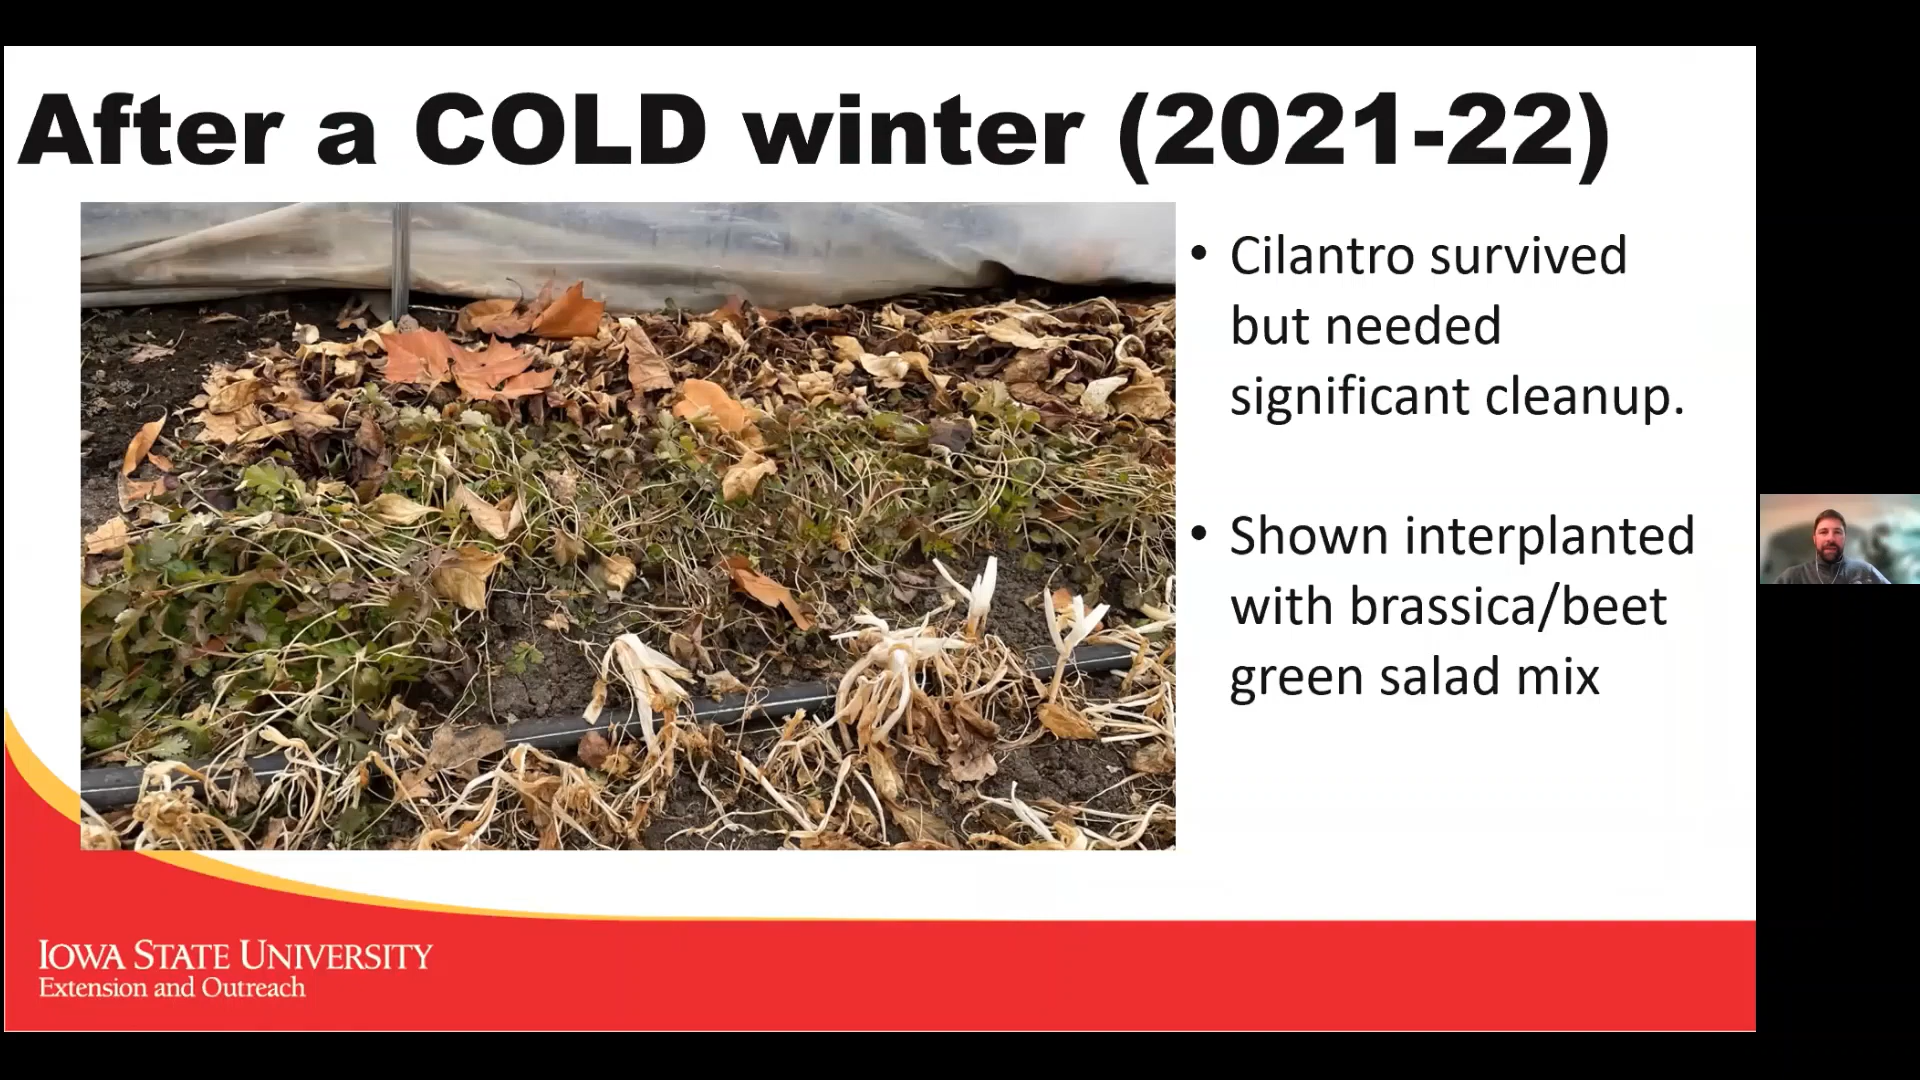 After a COLD winter (2021-22)
• Cilantro survived
but needed
significant cleanup.
• Shown interplanted
with brassica/beet
green salad mix
IOWA STATE UNIVERSITY
Extension and Outreach